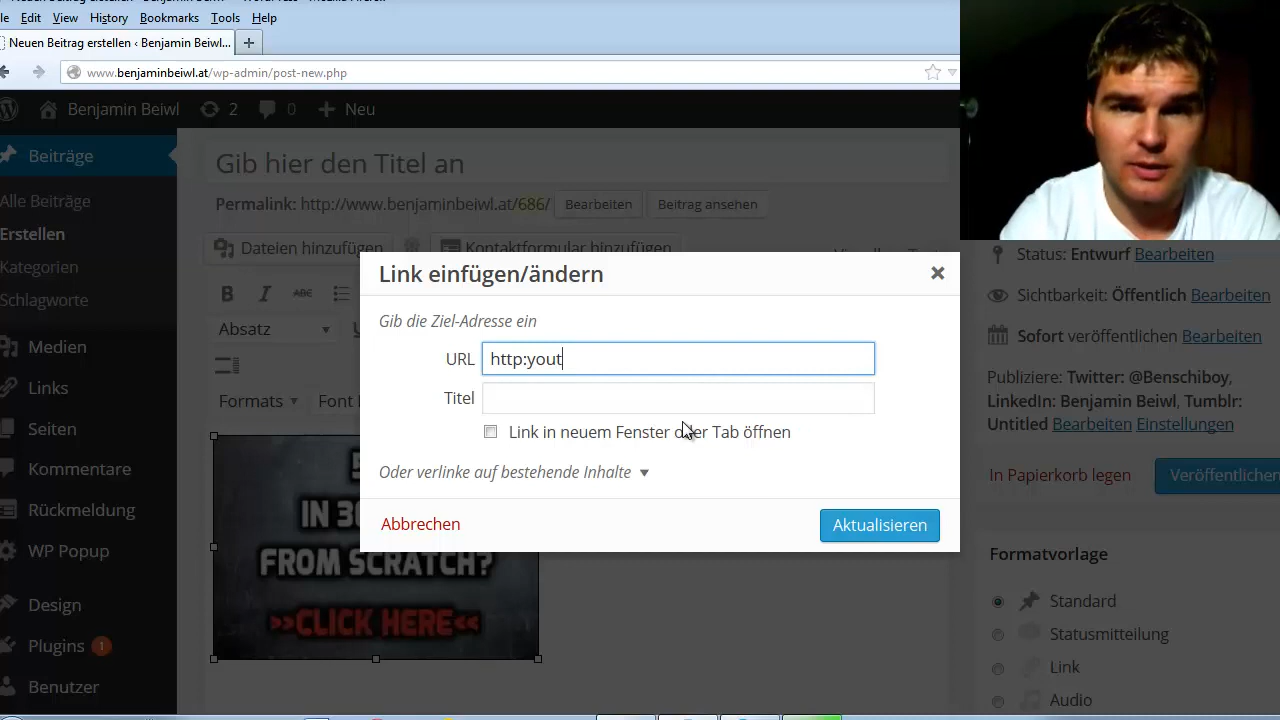 Edit View History Bookmarks Tools Help
Neuen Beitrag erstellen ‹ Benjamin Beiwl...
www.benjaminbeiwl.at/wp-admin/post-new.php
Benjamin Beiwl 2 0 Neu
Beiträge
Alle Beiträge
Erstellen
Kategorien
Schlagworte
Medien
Links
Seiten
Kommentare
Rückmeldung
WP Popup
Design
Plugins 1
Benutzer
Gib hier den Titel an
Permalink: http://www.benjaminbeiwl.at/686/ Bearbeiten Beitrag ansehen
Dateien hinzufügen Kontaktformular hinzufügen
B I ABC
Absatz
Formats Font
Link einfügen/ändern
Gib die Ziel-Adresse ein
URL http:yout
Titel
Link in neuem Fenster oder Tab öffnen
Oder verlinke auf bestehende Inhalte
Abbrechen Aktualisieren
FROM SCRATCH?
>>CLICK HERE<<
Status: Entwurf Bearbeiten
Sichtbarkeit: Öffentlich Bearbeiten
Sofort veröffentlichen Bearbeiten
Publiziere: Twitter: @Benschiboy,
LinkedIn: Benjamin Beiwl, Tumblr:
Untitled Bearbeiten Einstellungen
In Papierkorb legen Veröffentlichen
Formatvorlage
Standard
Statusmitteilung
Link
Audio